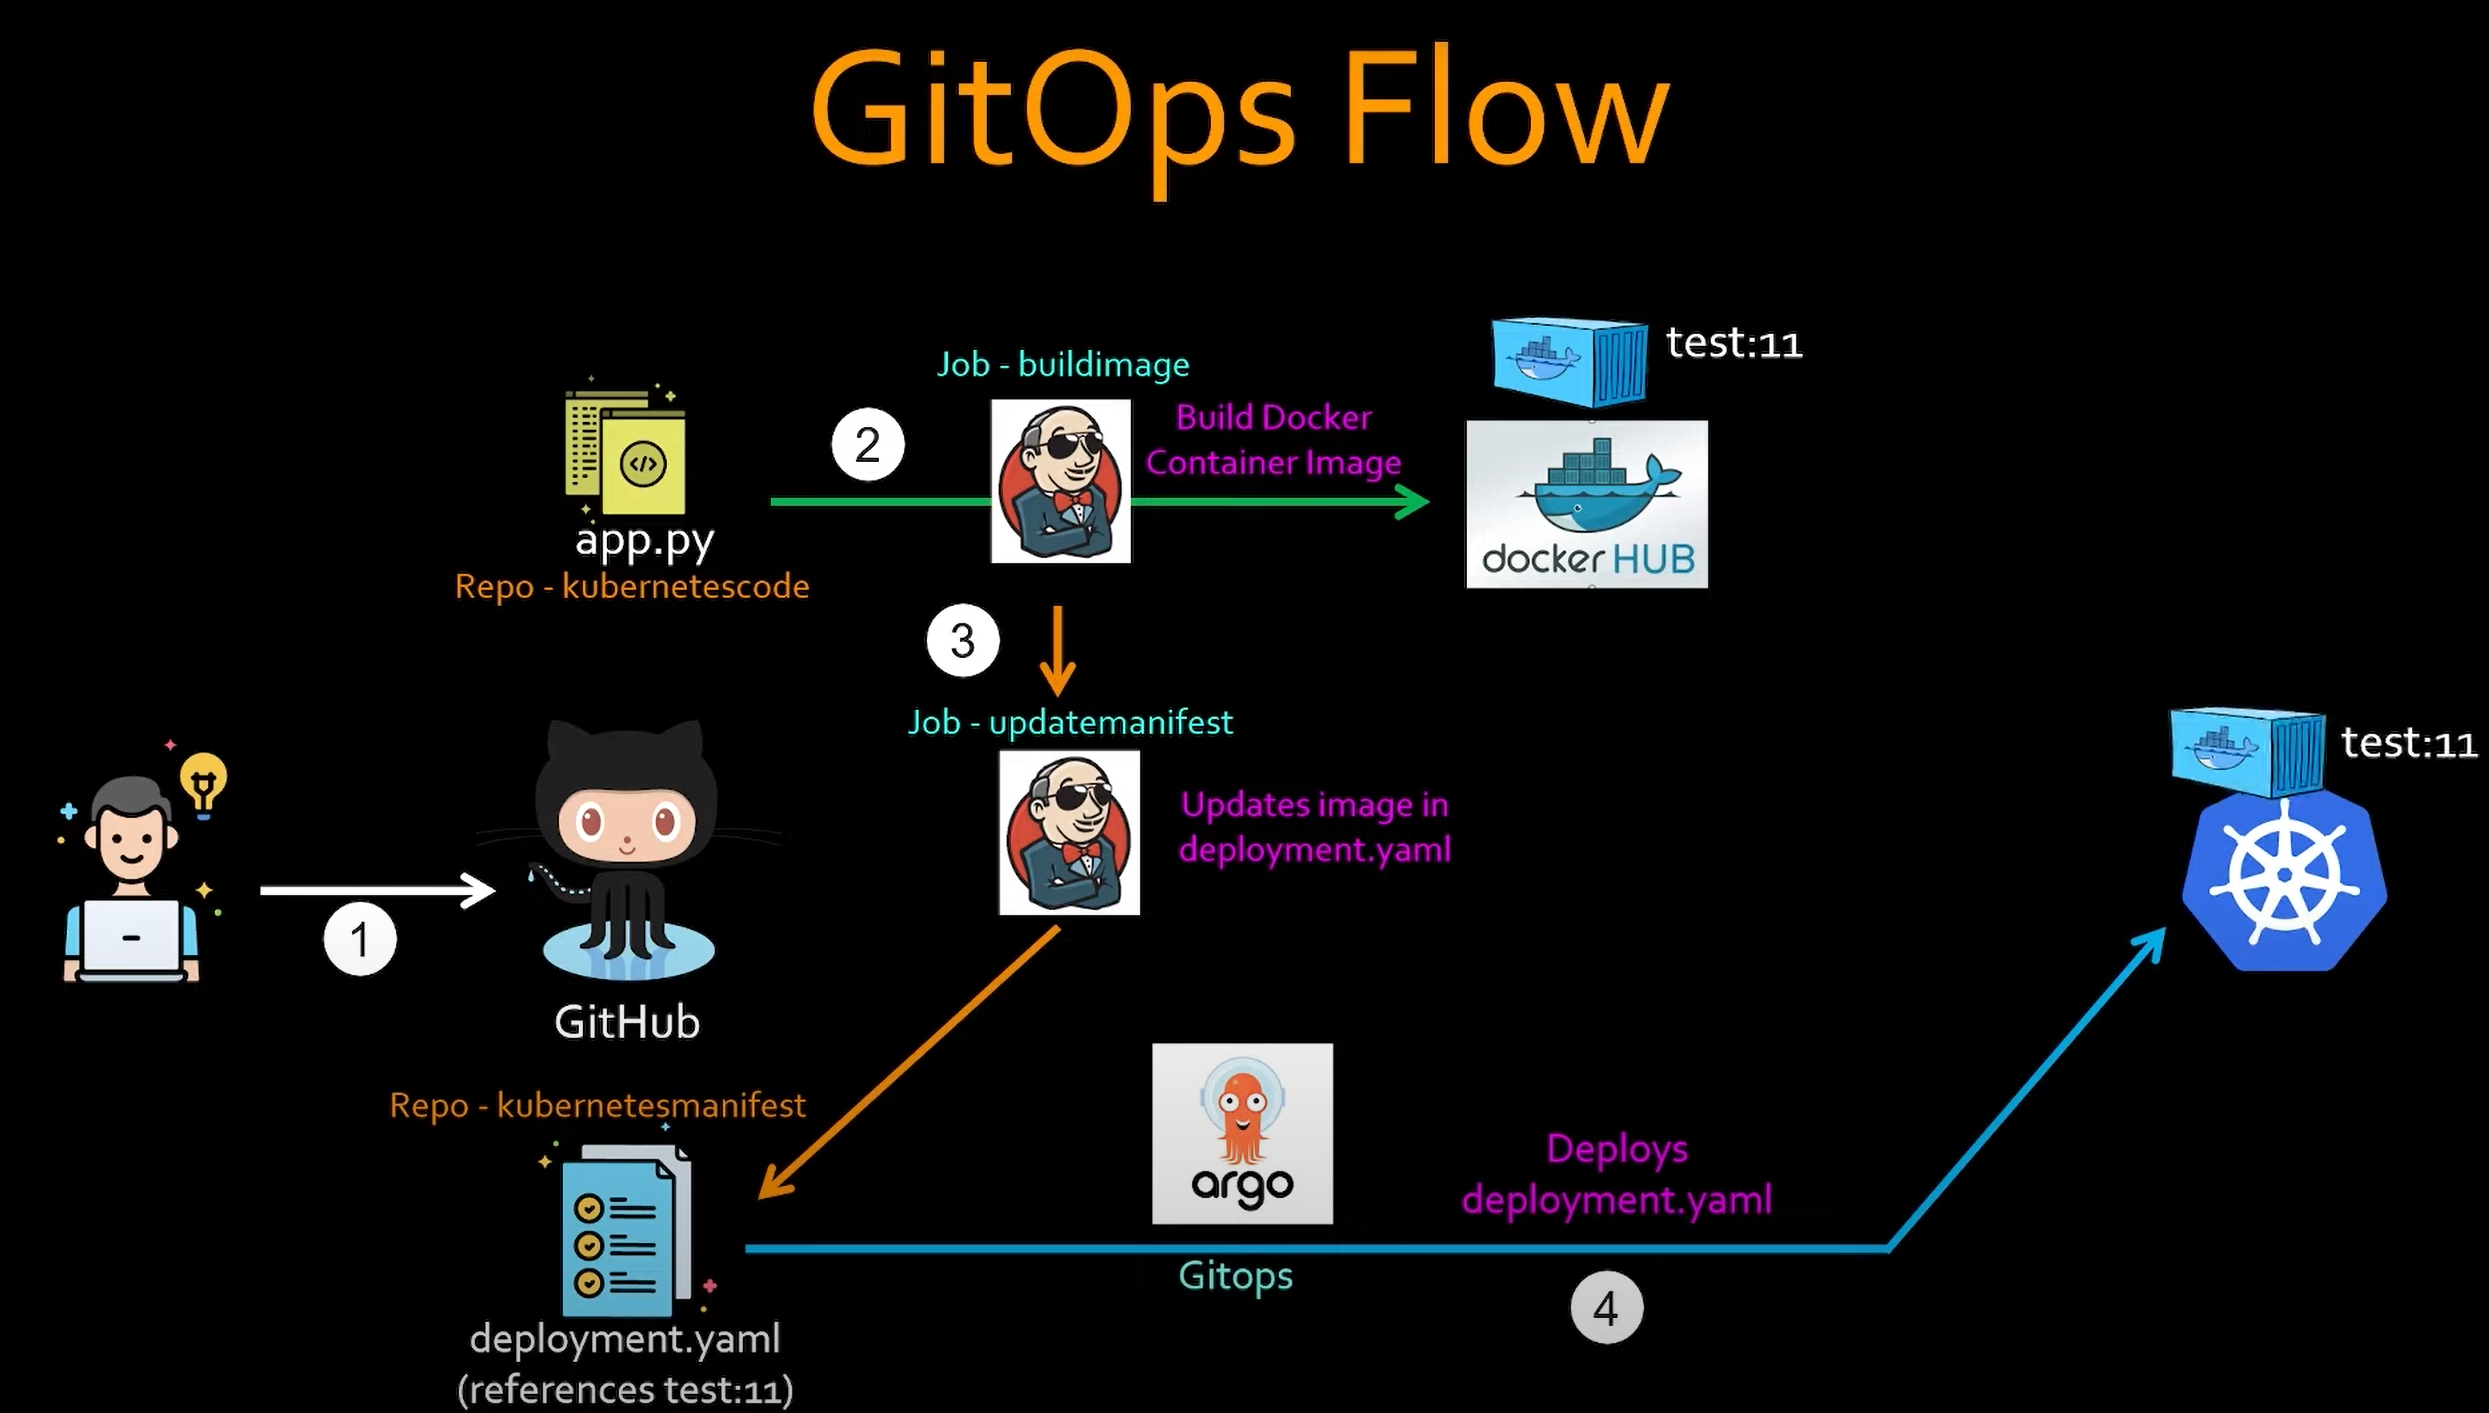 GitOps Flow
test:11
Job - buildimage
Build Docker
Container Image
2
</>
app.py
Repo - kubernetescode
docker HUB
3
Job - updatemanifest
Updates image in
deployment.yaml
test:11
1
GitHub
Repo - kubernetesmanifest
argo
Deploys
deployment.yaml
Gitops
4
deployment.yaml
(references test:11)